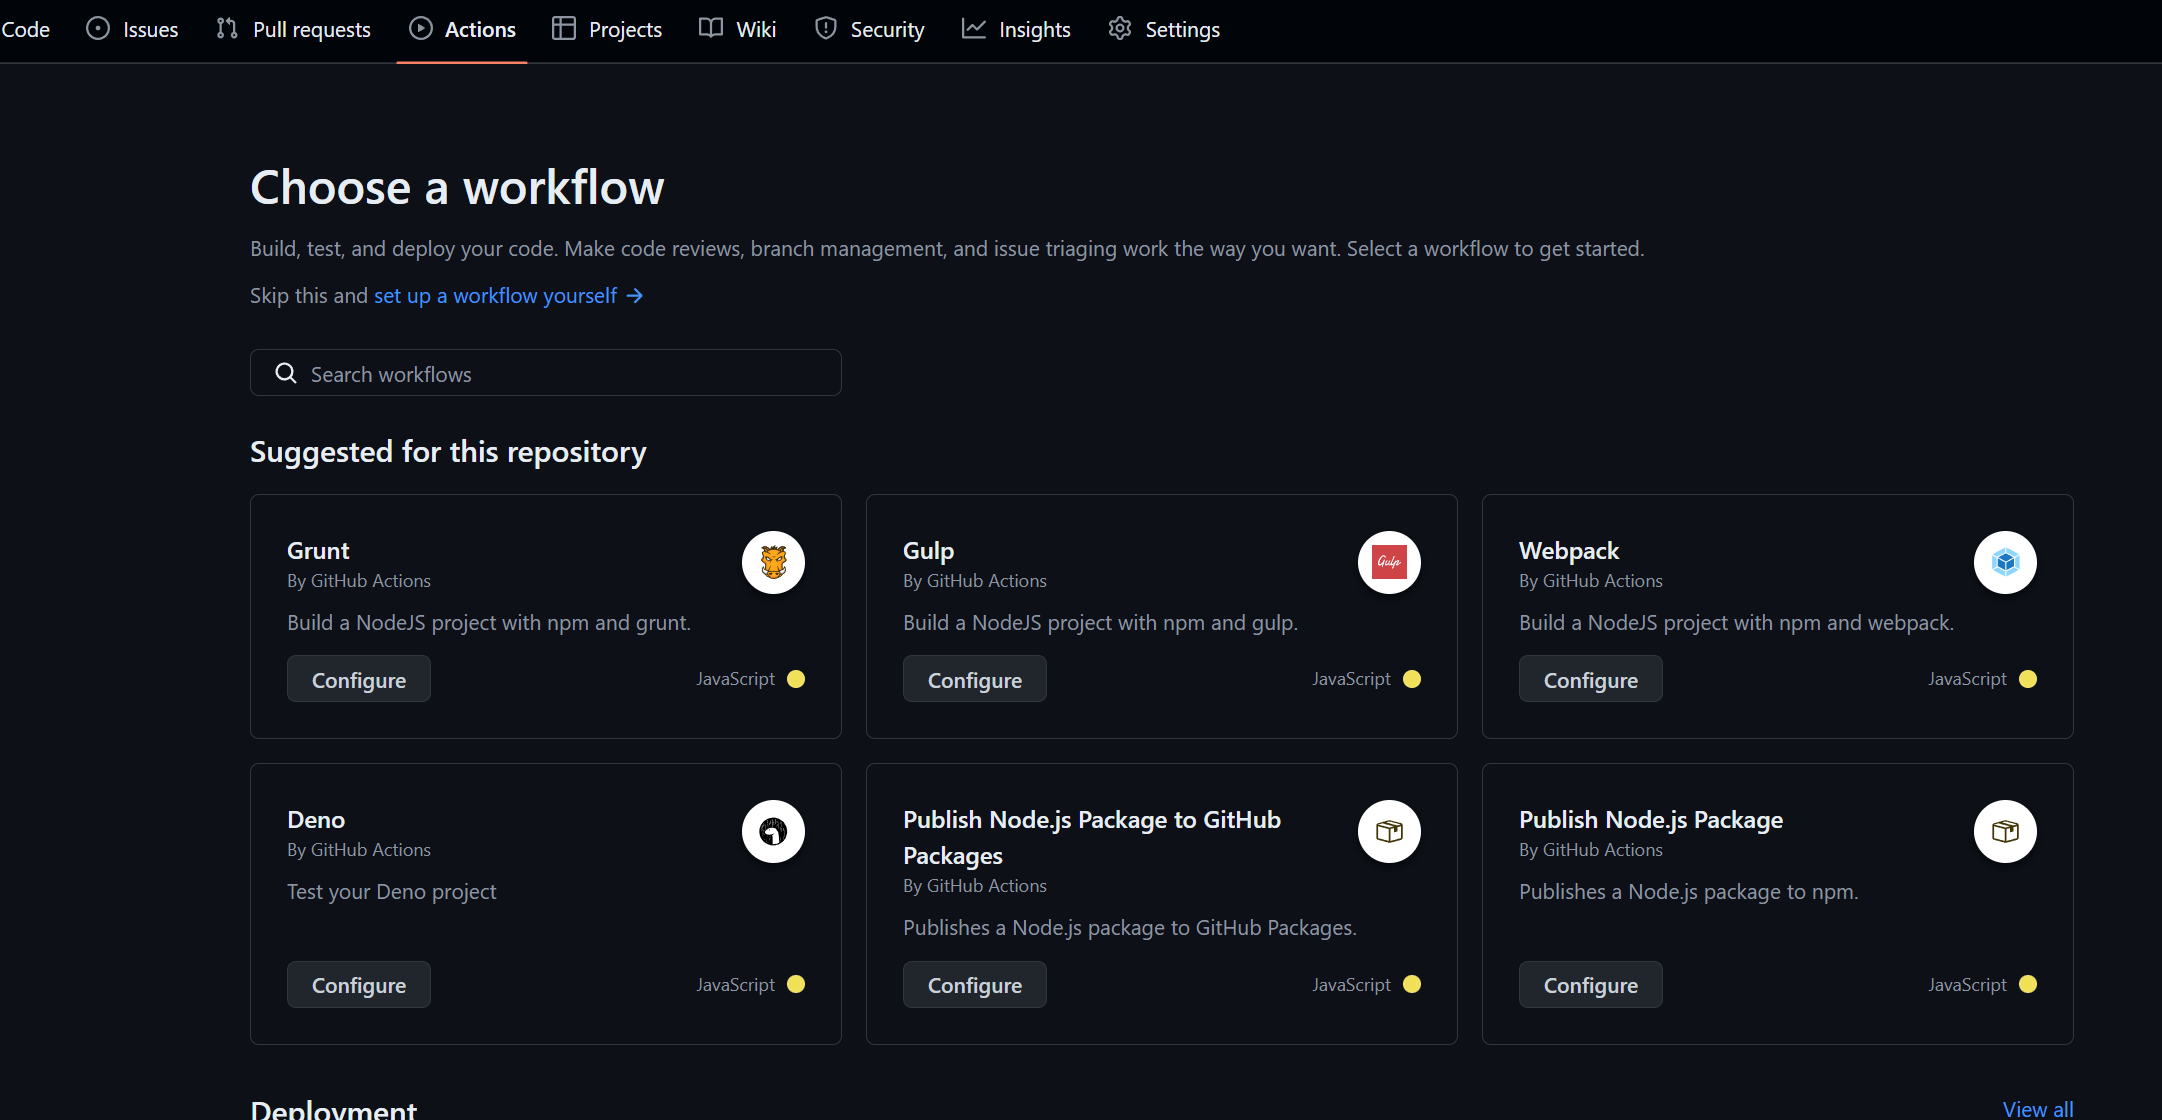 Code Issues Pull requests Actions Projects Wiki Security Insights Settings
Choose a workflow
Build, test, and deploy your code. Make code reviews, branch management, and issue triaging work the way you want. Select a workflow to get started.
Skip this and set up a workflow yourself →
Search workflows
Suggested for this repository
Grunt
By GitHub Actions
Build a NodeJS project with npm and grunt.
Configure JavaScript
Gulp
By GitHub Actions
Gulp
Build a NodeJS project with npm and gulp.
Configure JavaScript
Webpack
By GitHub Actions
Build a NodeJS project with npm and webpack.
Configure JavaScript
Deno
By GitHub Actions
Test your Deno project
Configure JavaScript
Publish Node.js Package to GitHub
Packages
By GitHub Actions
Publishes a Node.js package to GitHub Packages.
Configure JavaScript
Publish Node.js Package
By GitHub Actions
Publishes a Node.js package to npm.
Configure JavaScript
Deployment View all